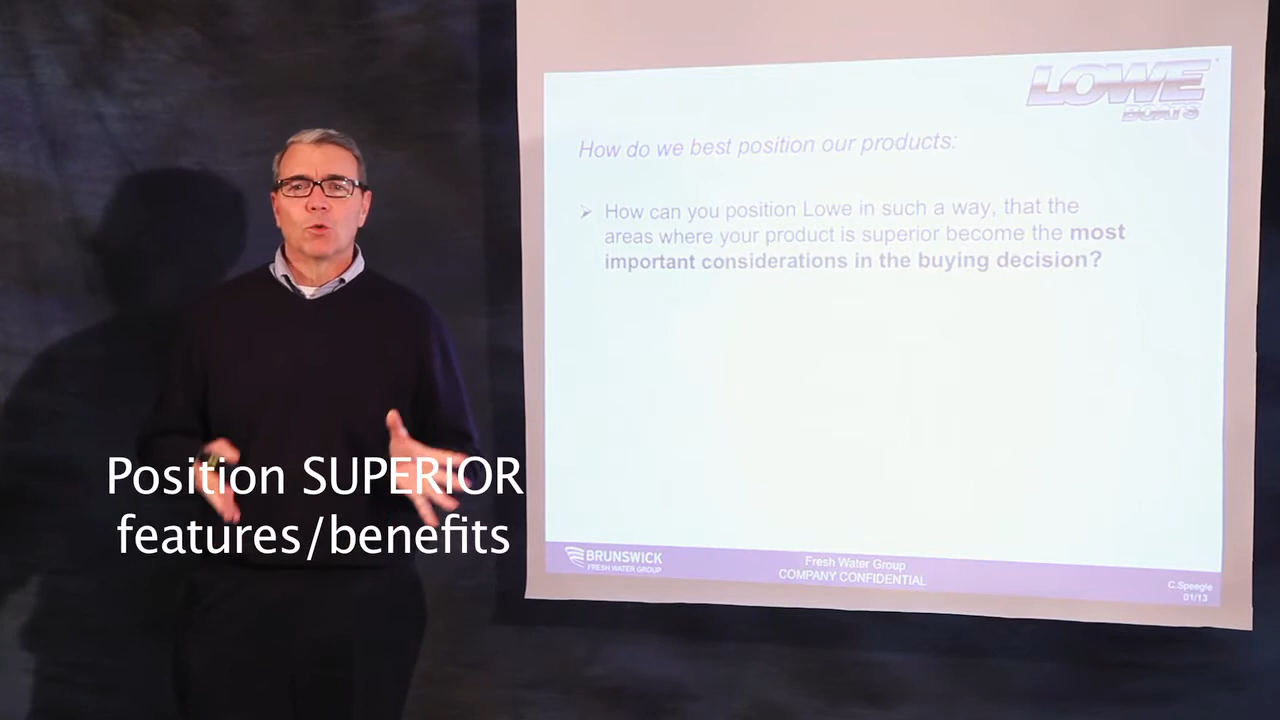 LOWE
BOATS
How do we best position our products:
How can you position Lowe in such a way, that the
areas where your product is superior become the most
important considerations in the buying decision?
Position SUPERIOR
features/benefits
BRUNSWICK
FRESH WATER GROUP
Fresh Water Group
COMPANY CONFIDENTIAL
C.Speegle
01/13